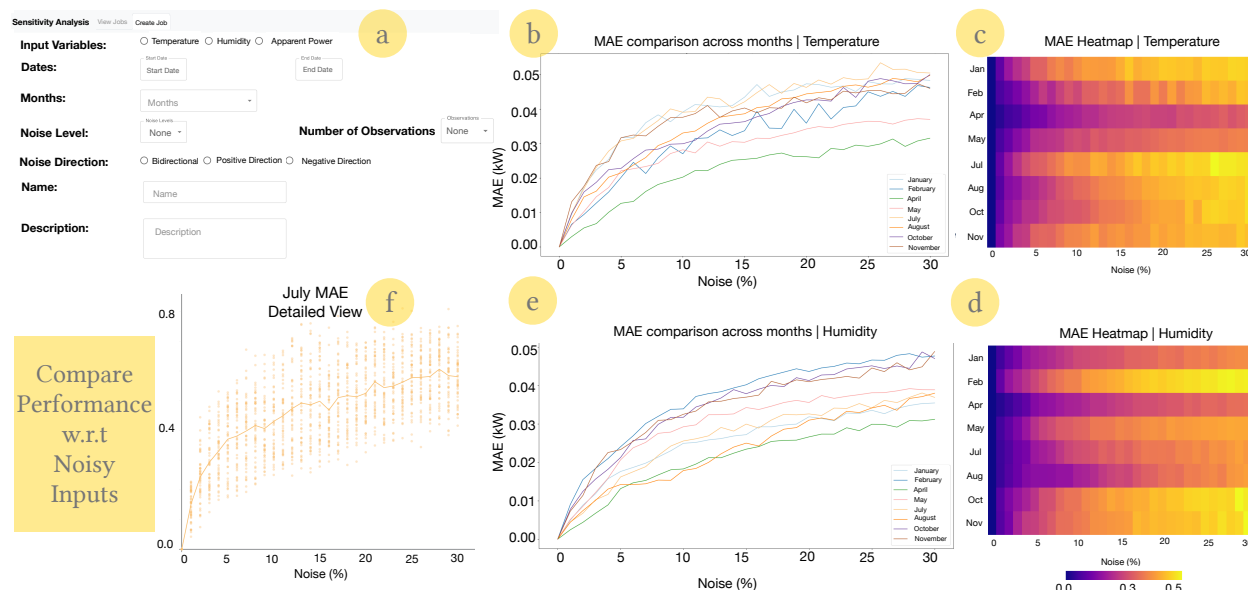 Sensitivity Analysis View Jobs Create Job
a
Input Variables: Temperature Humidity Apparent Power
Dates: Start Date Start Date End Date End Date
Months: Months
Noise Level: Noise Levels None Number of Observations Observations None
Noise Direction: Bidirectional Positive Direction Negative Direction
Name: Name
Description: Description
b
MAE comparison across months | Temperature
MAE (kW)
0.05
0.04
0.03
0.02
0.01
0.00
0 5 10 15 20 25 30
Noise (%)
January
February
April
May
July
August
October
November
c
MAE Heatmap | Temperature
Jan
Feb
Apr
May
Jul
Aug
Oct
Nov
0 5 10 15 20 25 30
Noise (%)
Compare
Performance
w.r.t
Noisy
Inputs
f
July MAE
Detailed View
0.8
0.4
0.0
5 10 15 20 25 30
Noise (%)
e
MAE comparison across months | Humidity
MAE (kW)
0.05
0.04
0.03
0.02
0.01
0.00
0 5 10 15 20 25 30
Noise (%)
January
February
April
May
July
August
October
November
d
MAE Heatmap | Humidity
Jan
Feb
Apr
May
Jul
Aug
Oct
Nov
0 5 10 15 20 25 30
Noise (%)
0.0 0.3 0.5